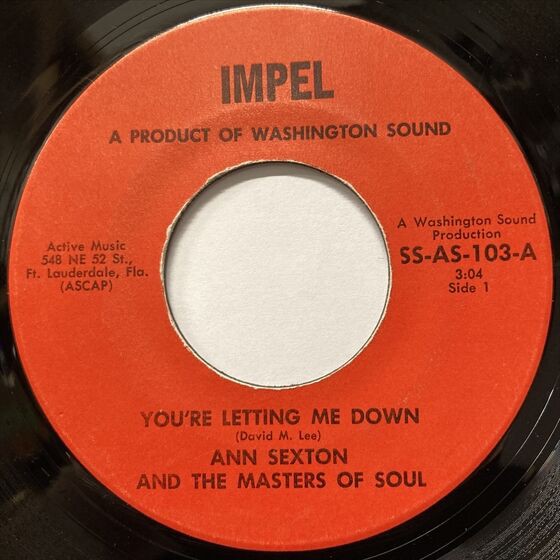 IMPEL
A PRODUCT OF WASHINGTON SOUND
Active Music
548 NE 52 St.,
Ft. Lauderdale, Fla.
(ASCAP)
A Washington Sound
Production
SS-AS-103-A
3:04
Side 1
YOU'RE LETTING ME DOWN
(David M. Lee)
ANN SEXTON
AND THE MASTERS OF SOUL